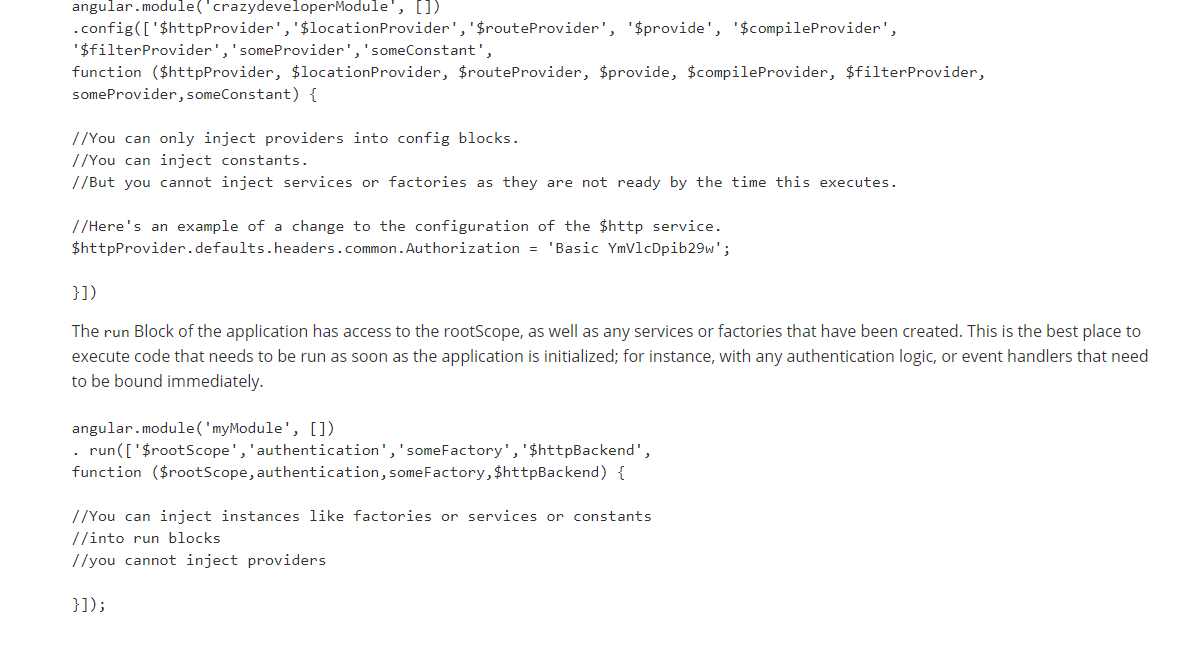 angular.module('crazydeveloperModule', [])
.config(['$httpProvider','$locationProvider','$routeProvider', '$provide', '$compileProvider',
'$filterProvider','someProvider','someConstant',
function ($httpProvider, $locationProvider, $routeProvider, $provide, $compileProvider, $filterProvider,
someProvider,someConstant) {
//You can only inject providers into config blocks.
//You can inject constants.
//But you cannot inject services or factories as they are not ready by the time this executes.
//Here's an example of a change to the configuration of the $http service.
$httpProvider.defaults.headers.common.Authorization = 'Basic YmVlcDpib29w';
}])
The run Block of the application has access to the rootScope, as well as any services or factories that have been created. This is the best place to
execute code that needs to be run as soon as the application is initialized; for instance, with any authentication logic, or event handlers that need
to be bound immediately.
angular.module('myModule', [])
. run(['$rootScope','authentication','someFactory','$httpBackend',
function ($rootScope,authentication,someFactory,$httpBackend) {
//You can inject instances like factories or services or constants
//into run blocks
//you cannot inject providers
}]);